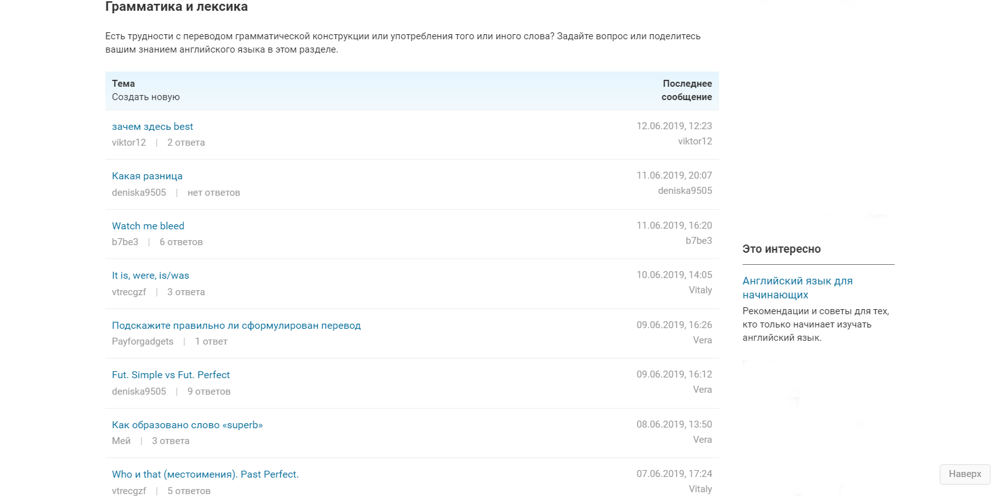 Грамматика и лексика
Есть трудности с переводом грамматической конструкции или употребления того или иного слова? Задайте вопрос или поделитесь
вашим знанием английского языка в этом разделе.
Тема
Создать новую
Последнее
сообщение
зачем здесь best
viktor12 | 2 ответа
12.06.2019, 12:23
viktor12
Какая разница
deniska9505 | нет ответов
11.06.2019, 20:07
deniska9505
Watch me bleed
b7be3 | 6 ответов
11.06.2019, 16:20
b7be3
It is, were, is/was
vtrecgzf | 3 ответа
10.06.2019, 14:05
Vitaly
Подскажите правильно ли сформулирован перевод
Payforgadgets | 1 ответ
09.06.2019, 16:26
Vera
Fut. Simple vs Fut. Perfect
deniska9505 | 9 ответов
09.06.2019, 16:12
Vera
Как образовано слово «superb»
Мей | 3 ответа
08.06.2019, 13:50
Vera
Who и that (местоимения). Past Perfect.
vtrecgzf | 5 ответов
07.06.2019, 17:24
Vitaly
Это интересно
Английский язык для
начинающих
Рекомендации и советы для тех,
кто только начинает изучать
английский язык.
Наверх